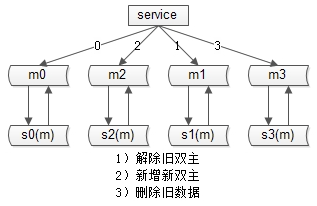 service
0 2 1 3
m0 m2 m1 m3
s0(m) s2(m) s1(m) s3(m)
1）解除旧双主
2）新增新双主
3）删除旧数据